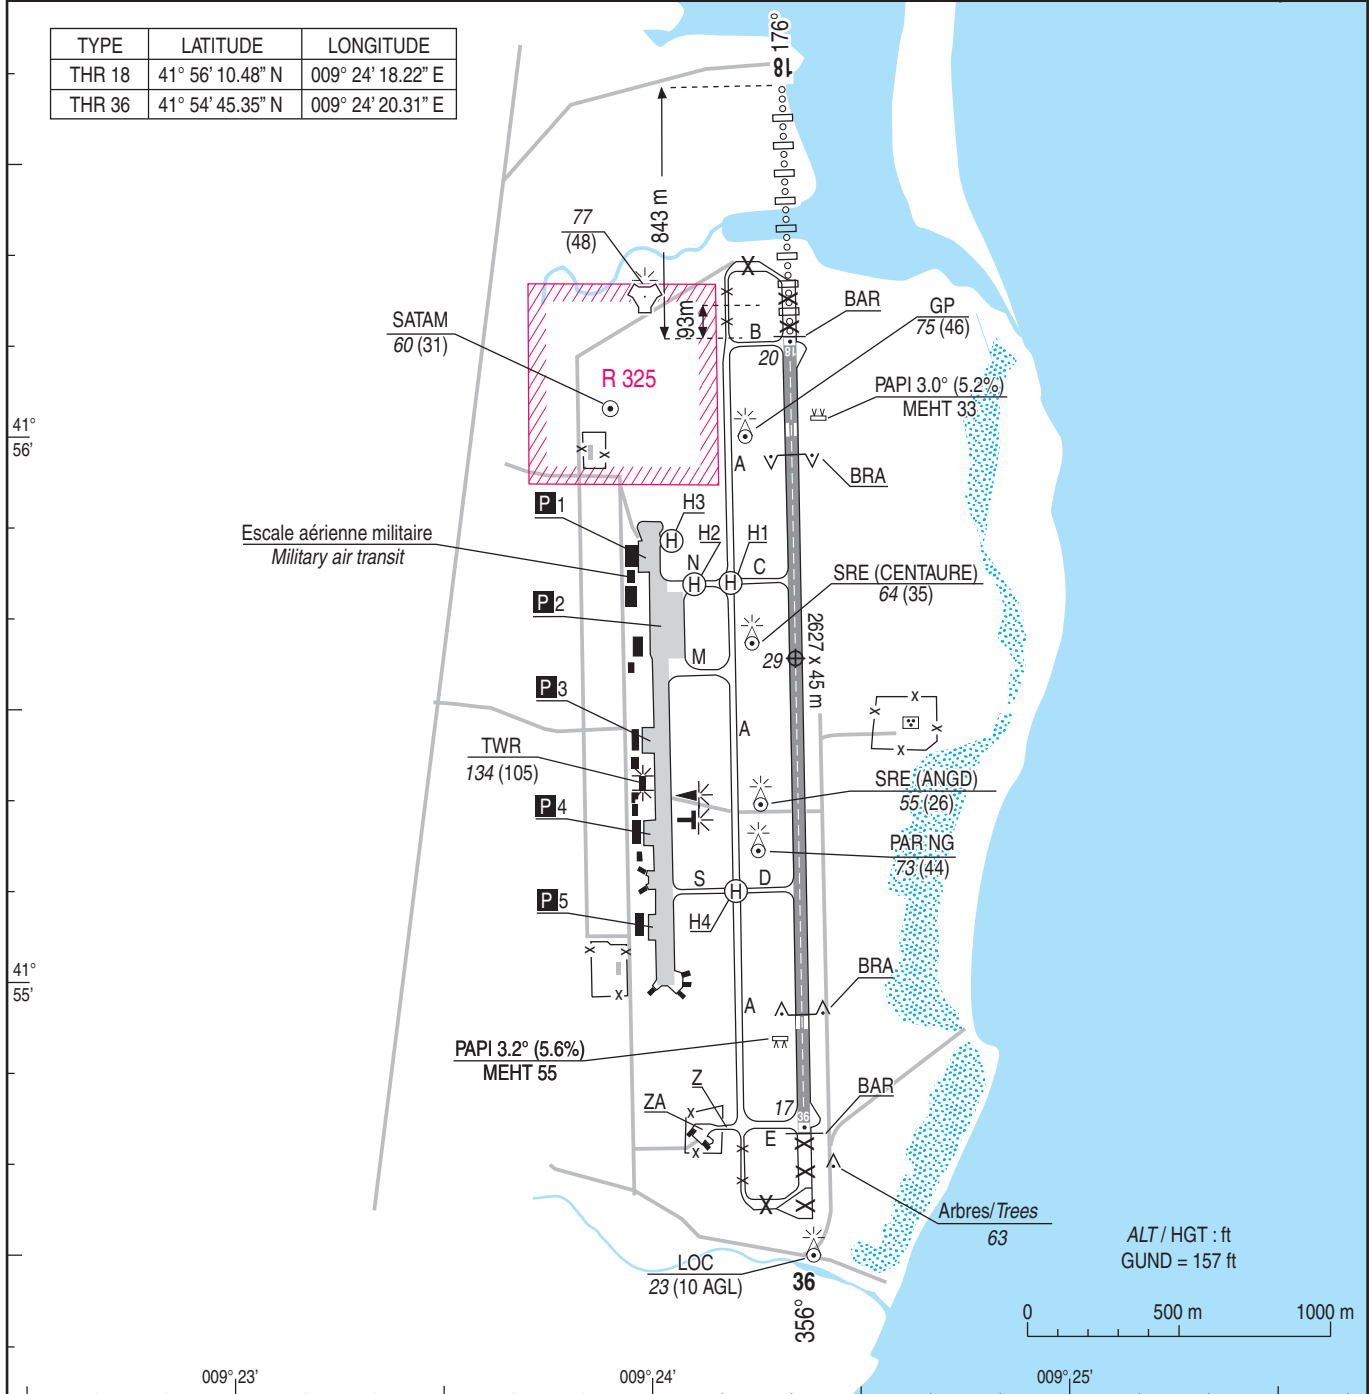 TYPE LATITUDE LONGITUDE
THR 18 41° 56' 10.48" N 009° 24' 18.22" E
THR 36 41° 54' 45.35" N 009° 24' 20.31" E
176°
18
843 m
77
(48)
93m
BAR
GP
75 (46)
SATAM
60 (31)
B
20
18
R 325
PAPI 3.0° (5.2%)
MEHT 33
41°
56'
A
BRA
P 1
H3
Escale aérienne militaire
Military air transit
H
H2
H1
N
C
H
H
SRE (CENTAURE)
64 (35)
P 2
2627 x 45 m
M
29
P 3
A
TWR
134 (105)
SRE (ANGD)
55 (26)
P 4
PAR NG
73 (44)
S
D
H
P 5
H4
41°
55'
BRA
A
PAPI 3.2° (5.6%)
MEHT 55
Z
BAR
ZA
17
36
E
Arbres/Trees
63
LOC
23 (10 AGL)
36
356°
ALT / HGT : ft
GUND = 157 ft
0 500 m 1000 m
009° 23' 009° 24' 009° 25'